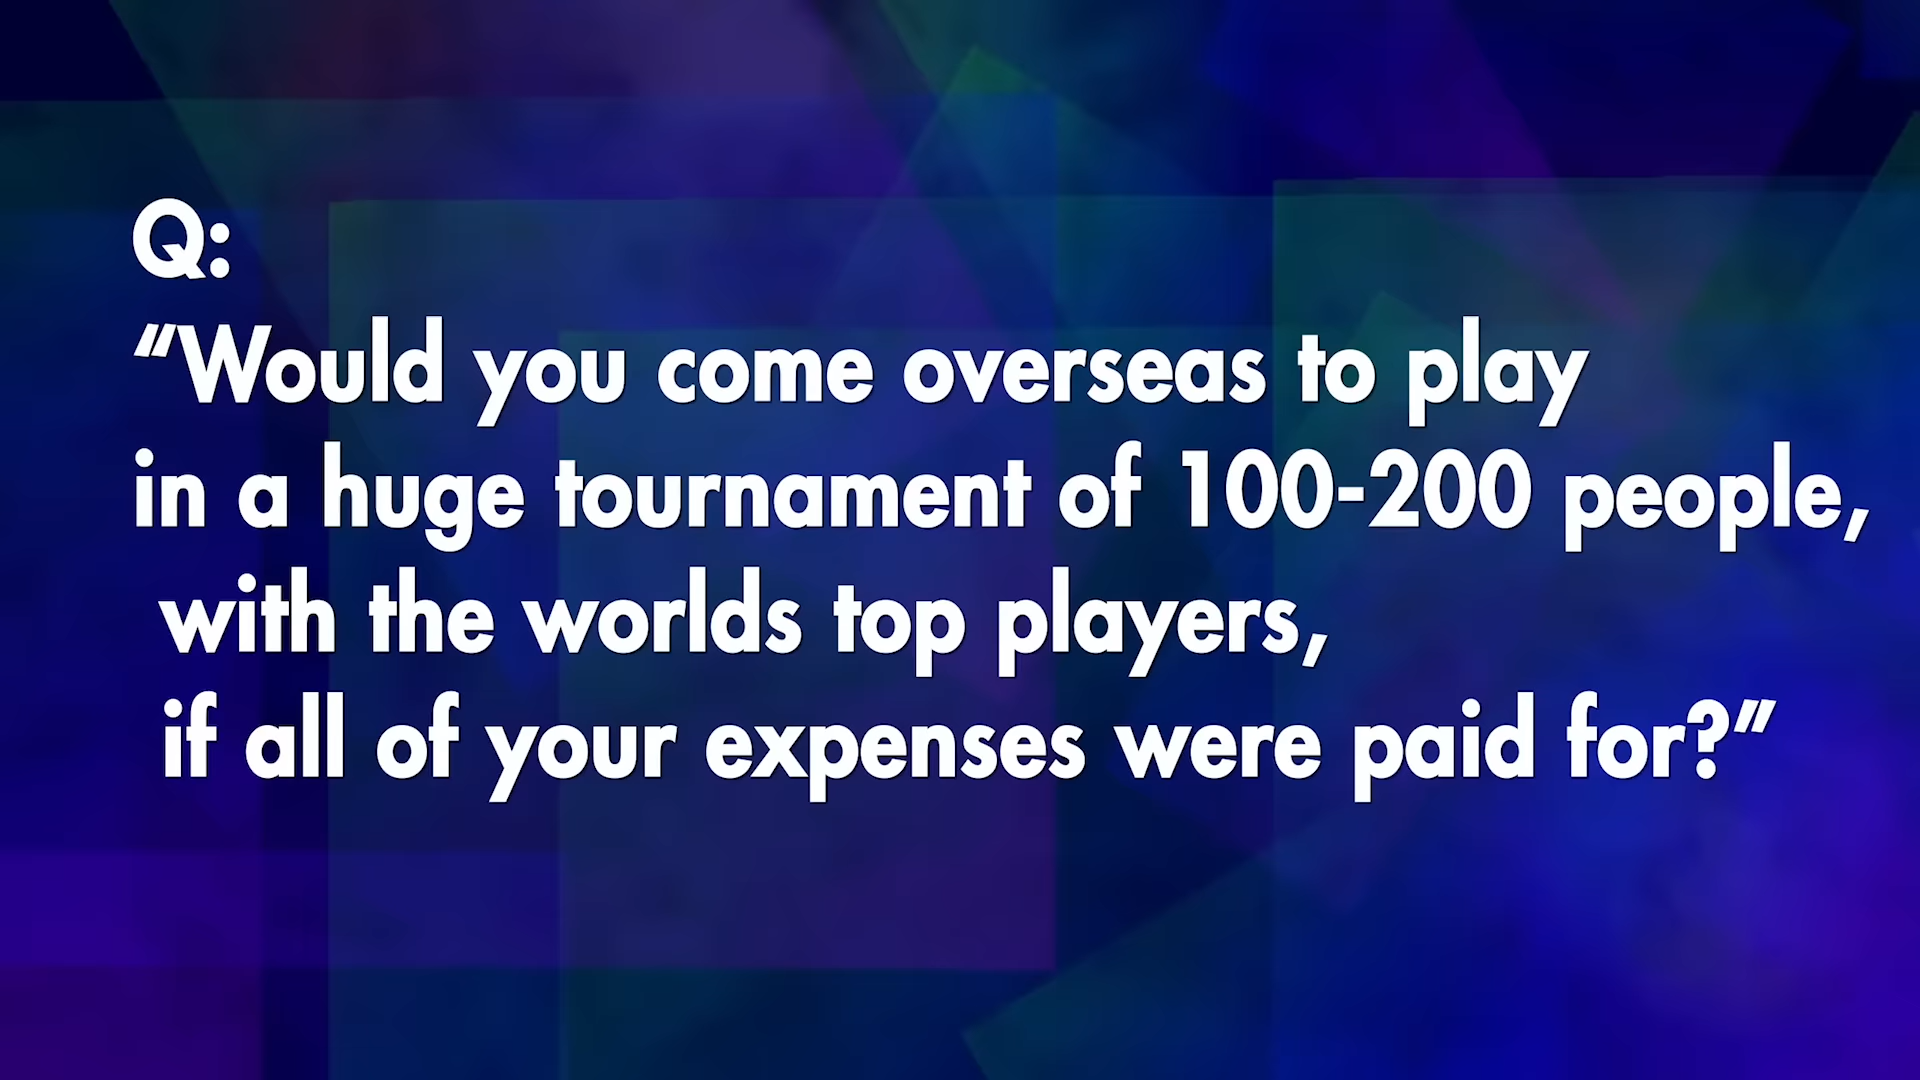 Q:
“Would you come overseas to play
in a huge tournament of 100-200 people,
with the worlds top players,
if all of your expenses were paid for?”